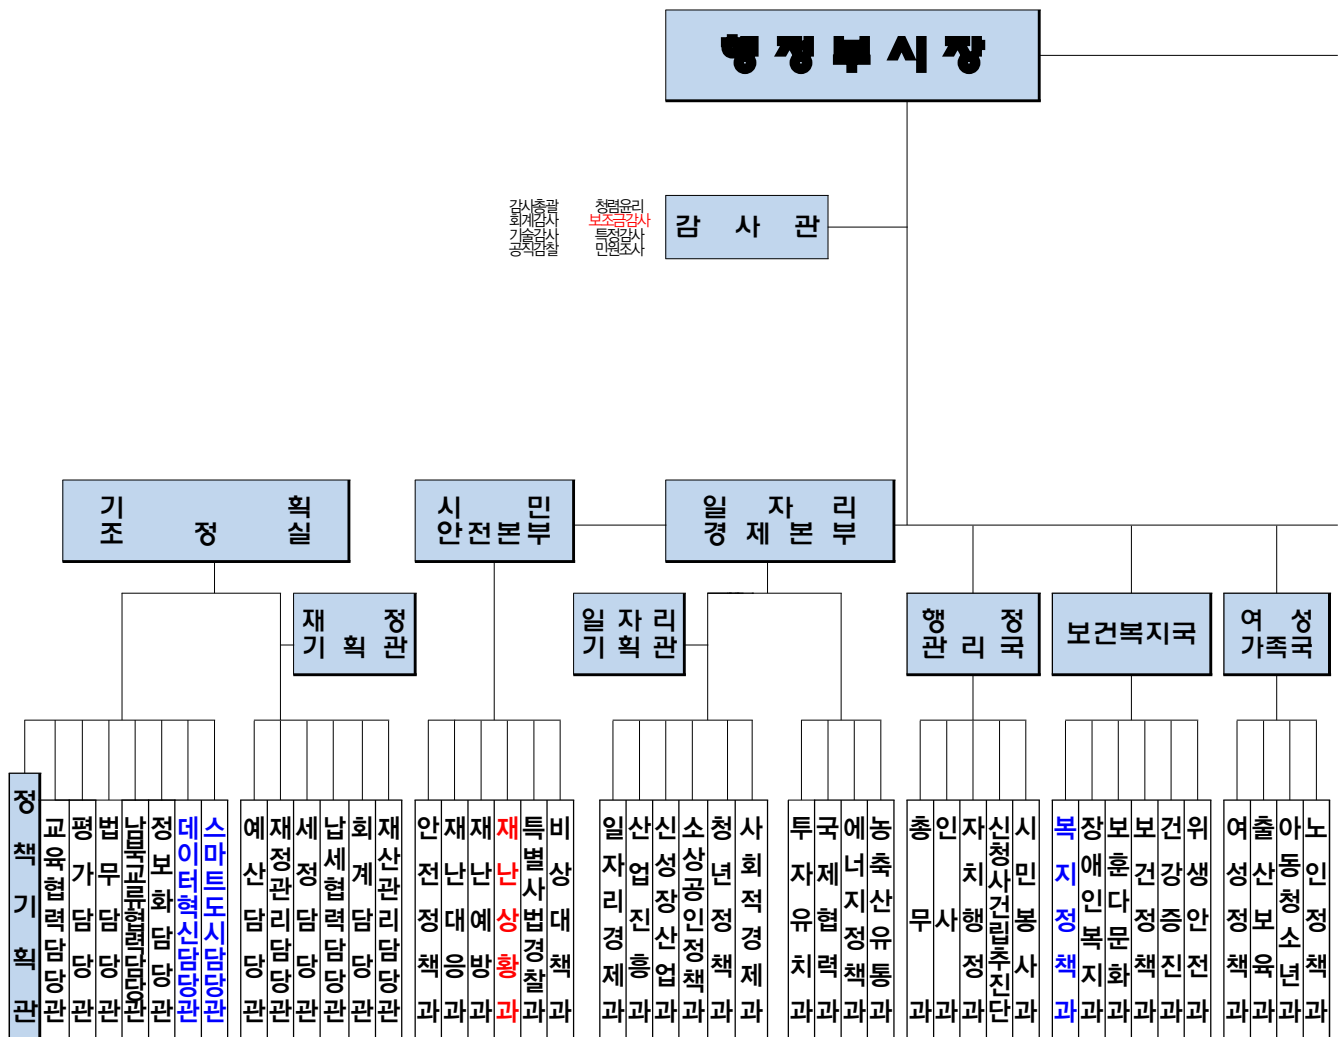 행정부시장
감사총괄 청렴윤리
회계감사 보조금감사
기술감사 특정감사
공직감찰 민원조사
감 사 관
기 획
조 정 실
시 민
안전본부
일 자 리
경 제 본 부
재 정
기 획 관
일 자 리
기 획 관
행 정
관 리 국
보건복지국
여 성
가족국
정책기획관
교육협력담당관
평가담당관
법무담당관
남북교류협력담당관
정보화담당관
데이터혁신담당관
스마트도시담당관
예산담당관
재정관리담당관
세정담당관
납세협력담당관
회계담당관
재산관리담당관
안전정책과
재난대응과
재난예방과
재난상황과
특별사법경찰과
비상대책과
일자리경제과
산업진흥과
신성장산업과
소상공인정책과
청년정책과
사회적경제과
투자유치과
국제협력과
에너지정책과
농축산유통과
총무과
인사과
자치행정과
신청사건립추진단
시민봉사과
복지정책과
장애인복지과
보훈다문화과
보건정책과
건강증진과
위생안전과
여성정책과
출산보육과
아동청소년과
노인정책과